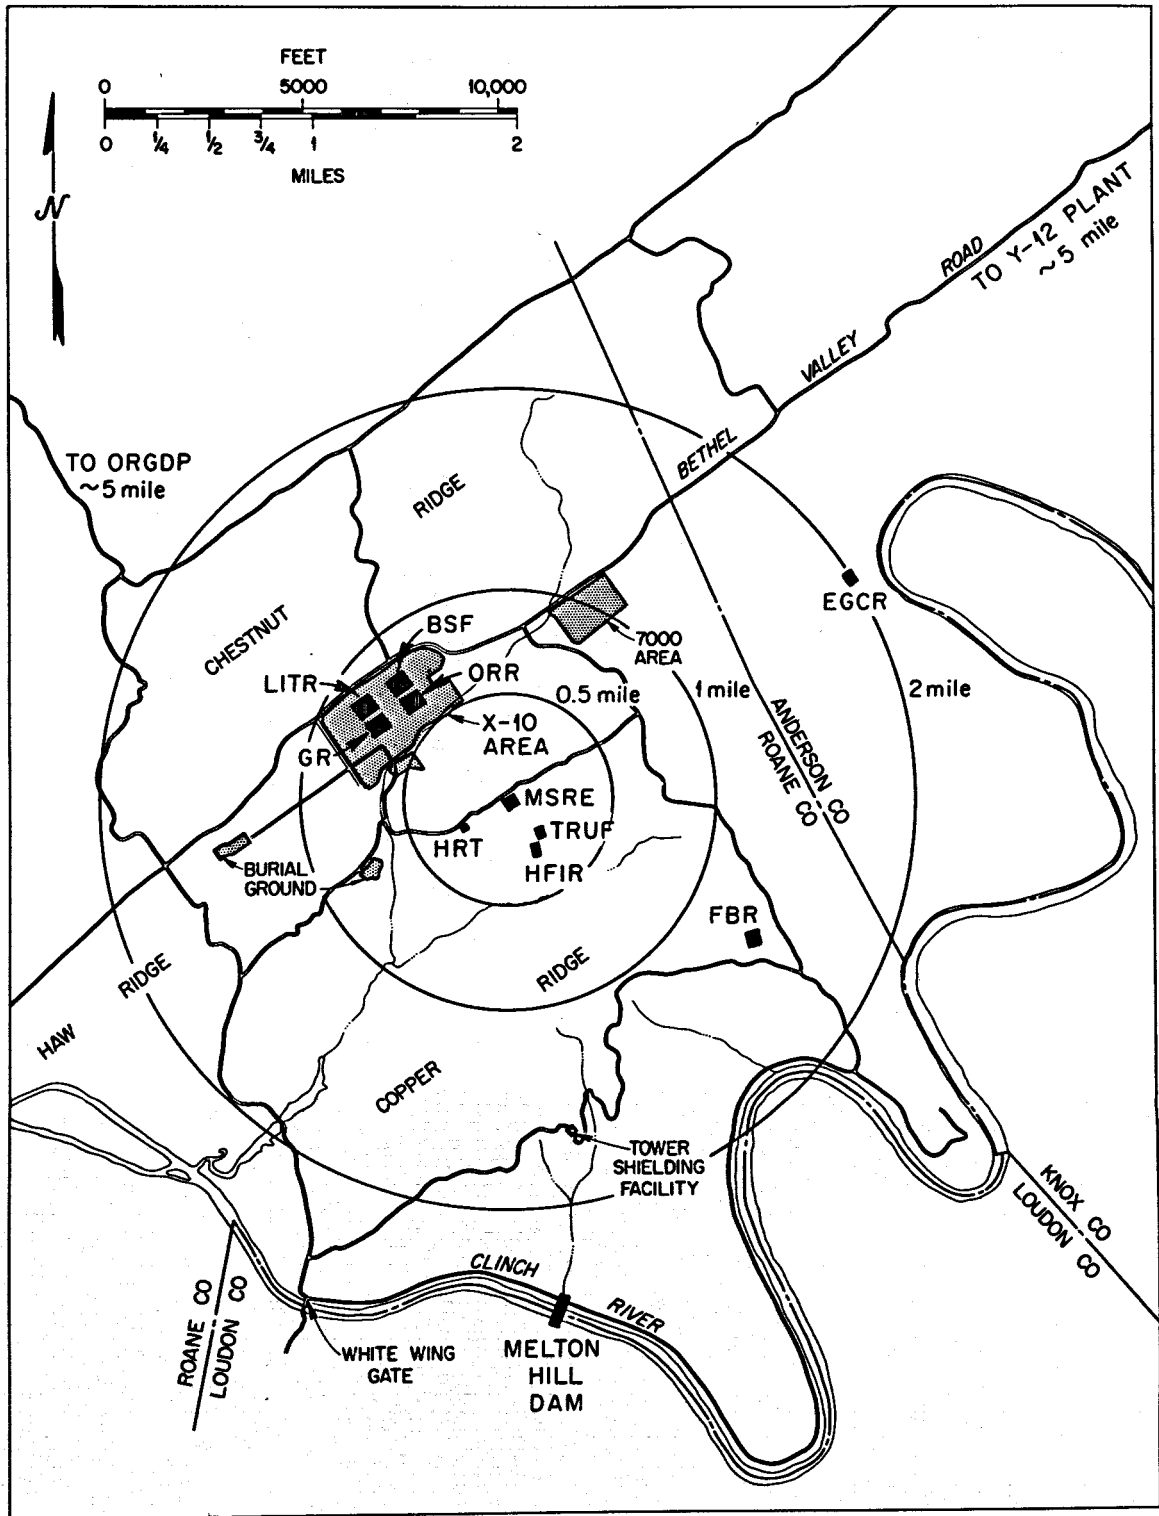 FEET
0 5000 10,000
0 1/4 1/2 3/4 1 2
MILES
N
ROAD
TO Y-12 PLANT
~ 5 mile
VALLEY
BETHEL
TO ORGDP
~5 mile
RIDGE
CHESTNUT
EGCR
BSF
7000
AREA
LITR
ORR
0.5 mile
1 mile
2 mile
X-10
AREA
GR
ANDERSON CO
ROANE CO
MSRE
HRT
TRUF
HFIR
BURIAL
GROUND
FBR
RIDGE
RIDGE
HAW
COPPER
TOWER
SHIELDING
FACILITY
KNOX CO
LOUDON CO
CLINCH
RIVER
ROANE CO
LOUDON CO
WHITE WING
GATE
MELTON
HILL
DAM